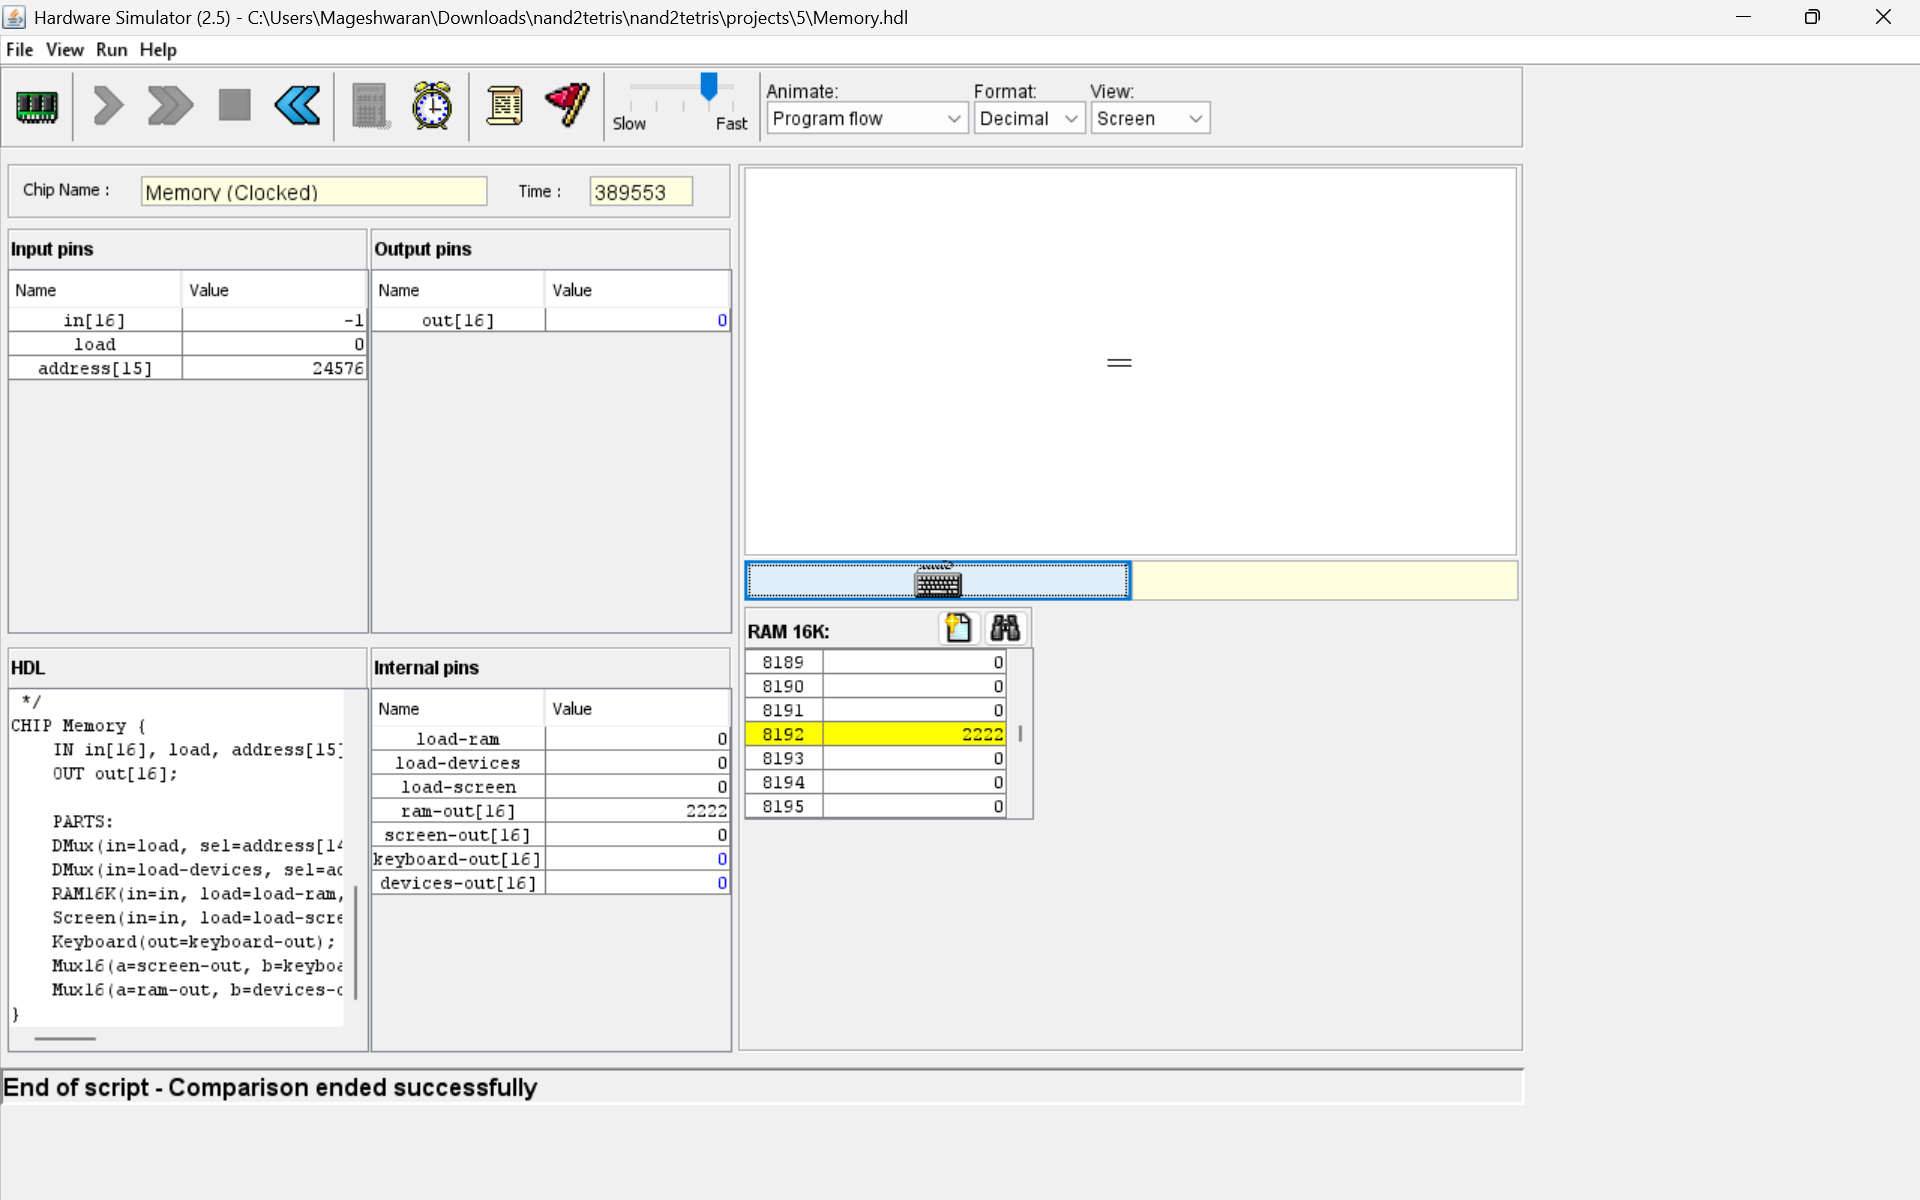 Hardware Simulator (2.5) - C:\Users\Mageshwaran\Downloads\nand2tetris\nand2tetris\projects\5\Memory.hdl
File View Run Help
Slow Fast
Animate: Format: View:
Program flow Decimal Screen
Chip Name : Memory (Clocked) Time : 389553
Input pins
Name Value
in[16] -1
load 0
address[15] 24576
Output pins
Name Value
out[16] 0
HDL
*/
CHIP Memory {
IN in[16], load, address[15]
OUT out[16];
PARTS:
DMux(in=load, sel=address[14
DMux(in=load-devices, sel=ad
RAM16K(in=in, load=load-ram,
Screen(in=in, load=load-scre
Keyboard(out=keyboard-out);
Mux16(a=screen-out, b=keyboa
Mux16(a=ram-out, b=devices-o
}
Internal pins
Name Value
load-ram 0
load-devices 0
load-screen 0
ram-out[16] 2222
screen-out[16] 0
keyboard-out[16] 0
devices-out[16] 0
RAM 16K:
8189 0
8190 0
8191 0
8192 2222
8193 0
8194 0
8195 0
End of script - Comparison ended successfully